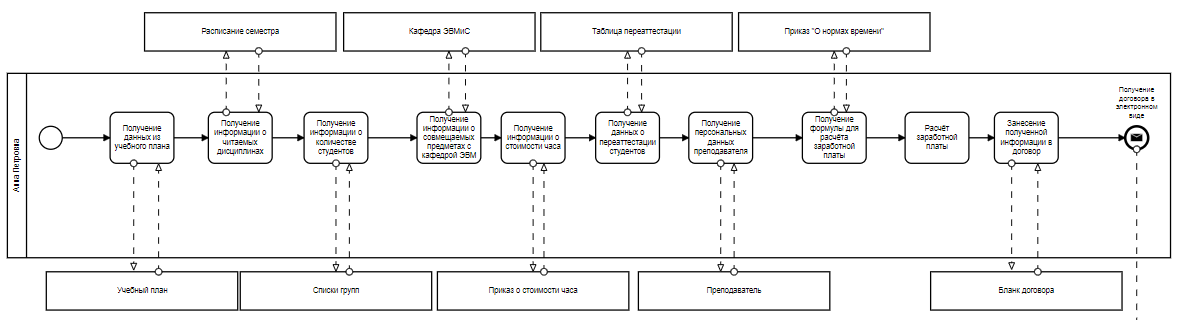 Расписание семестра
Кафедра ЭВМиС
Таблица переаттестации
Приказ "О нормах времени"
Анна Петровна
Получение
данных из
учебного плана
Получение
информации о
читаемых
дисциплинах
Получение
информации о
количестве
студентов
Получение
информации о
совмещаемых
предметах с
кафедрой ЭВМ
Получение
информации о
стоимости часа
Получение
данных о
переаттестации
студентов
Получение
персональных
данных
преподавателя
Получение
формулы для
расчёта
заработной
платы
Расчёт
заработной
платы
Занесение
полученной
информации в
договор
Получение
договора в
электронном
виде
Учебный план
Списки групп
Приказ о стоимости часа
Преподаватель
Бланк договора